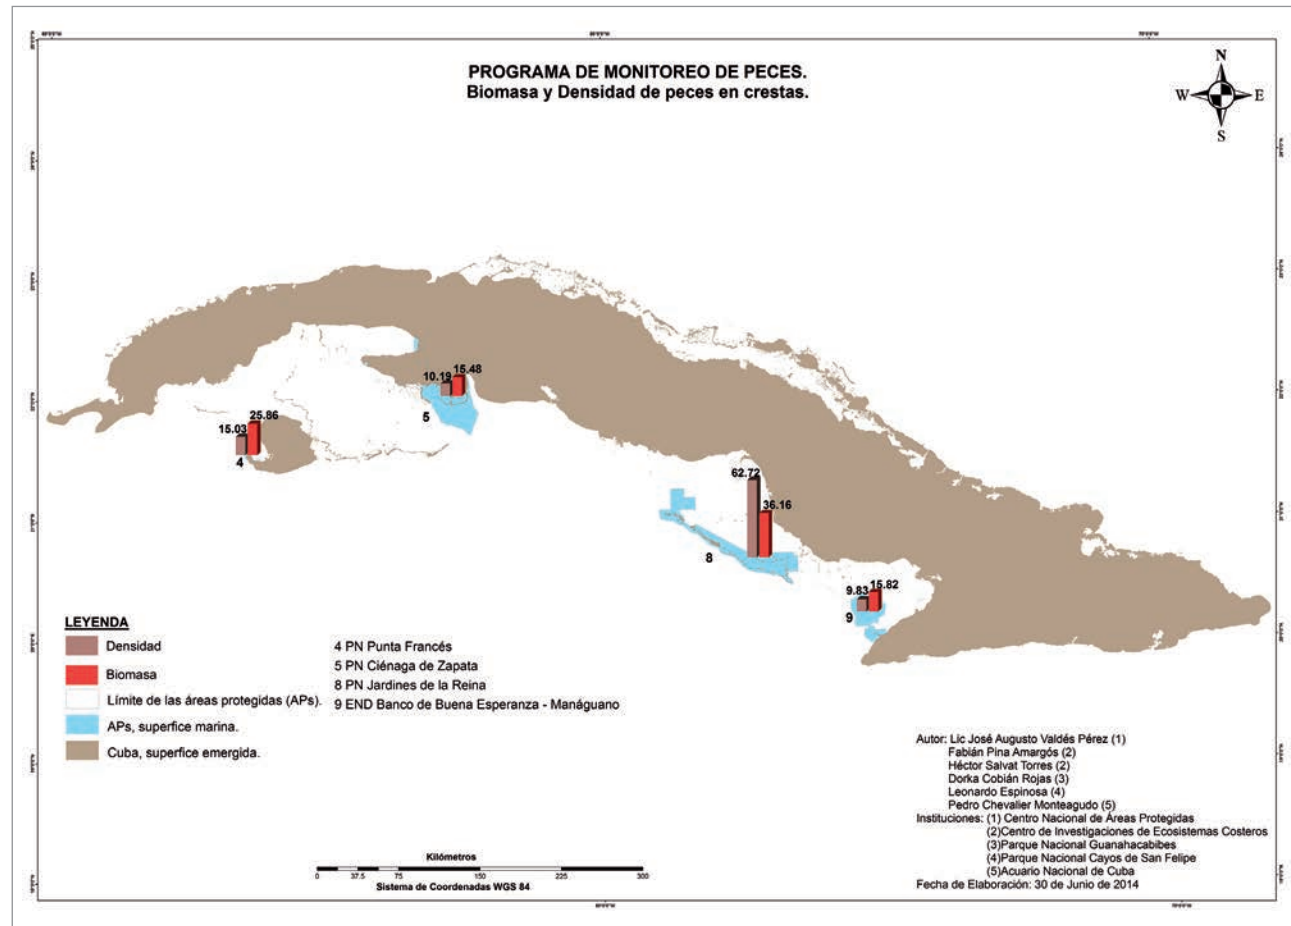 PROGRAMA DE MONITOREO DE PECES.
Biomasa y Densidad de peces en crestas.
N
W E
S
10.19 15.48
5
15.03 25.86
4
62.72
36.16
8
9.83 15.82
9
LEYENDA
Densidad
Biomasa
Límite de las áreas protegidas (APs).
APs, superfice marina.
Cuba, superfice emergida.
4 PN Punta Francés
5 PN Ciénaga de Zapata
8 PN Jardines de la Reina
9 END Banco de Buena Esperanza - Manáguano
Kilómetros
0 37.5 75 150 225 300
Sistema de Coordenadas WGS 84
Autor: Lic José Augusto Valdés Pérez (1)
Fabián Pina Amargós (2)
Héctor Salvat Torres (2)
Dorka Cobián Rojas (3)
Leonardo Espinosa (4)
Pedro Chevalier Monteagudo (5)
Instituciones: (1) Centro Nacional de Áreas Protegidas
(2)Centro de Investigaciones de Ecosistemas Costeros
(3)Parque Nacional Guanahacabibes
(4)Parque Nacional Cayos de San Felipe
(5)Acuario Nacional de Cuba
Fecha de Elaboración: 30 de Junio de 2014